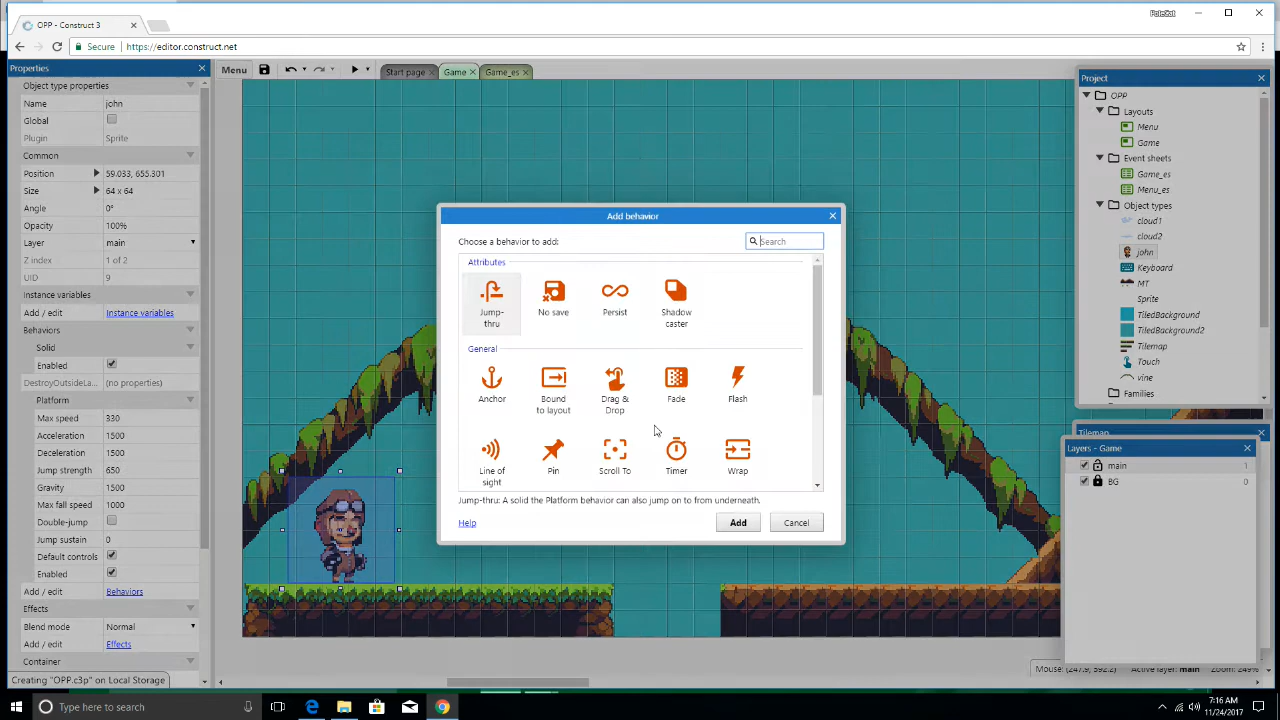 OPP - Construct 3
PoteSat
Secure
https://editor.construct.net
Properties
Menu
Start page
Game
Game_es
Object type properties
Name
john
Global
Plugin
Sprite
Common
Position
59.033, 655.301
Size
64 x 64
Angle
0°
Opacity
100%
Layer
main
Z index
1 of 2
UID
9
Instance variables
Add / edit
Instance variables
Behaviors
Solid
Enabled
DestroyOutsideLa...
(no properties)
Platform
Max speed
330
Acceleration
1500
Deceleration
1500
Jump strength
650
Gravity
1500
Max fall speed
1000
Double-jump
Jump sustain
0
Default controls
Enabled
Add / edit
Behaviors
Effects
Blend mode
Normal
Add / edit
Effects
Container
Creating "OPP.c3p" on Local Storage
Add behavior
Choose a behavior to add:
Search
Attributes
Jump-
thru
No save
Persist
Shadow
caster
General
Anchor
Bound
to layout
Drag &
Drop
Fade
Flash
Line of
sight
Pin
Scroll To
Timer
Wrap
Jump-thru: A solid the Platform behavior can also jump on to from underneath.
Help
Add
Cancel
Project
OPP
Layouts
Menu
Game
Event sheets
Game_es
Menu_es
Object types
cloud1
cloud2
john
Keyboard
MT
Sprite
TiledBackground
TiledBackground2
Tilemap
Touch
vine
Families
Tilemap
Layers - Game
main
1
BG
0
Mouse: (247.9, 592.2)
Active layer: main
Zoom: 249%
Type here to search
7:16 AM
11/24/2017